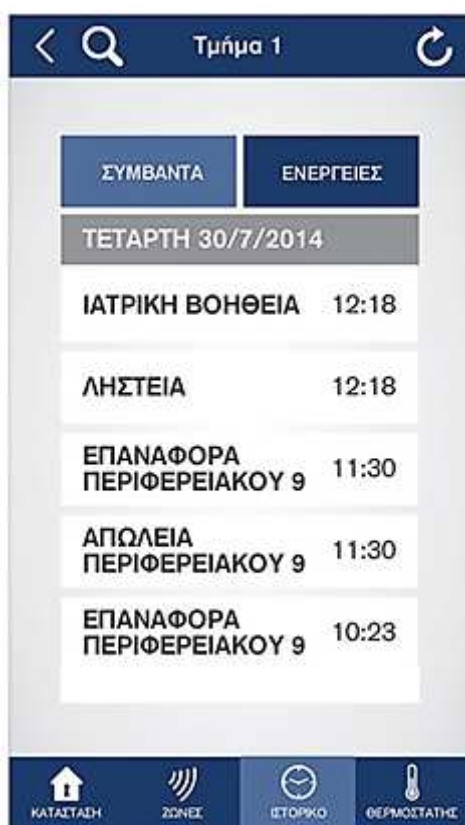 Τμήμα 1
ΣΥΜΒΑΝΤΑ ΕΝΕΡΓΕΙΕΣ
ΤΕΤΑΡΤΗ 30/7/2014
ΙΑΤΡΙΚΗ ΒΟΗΘΕΙΑ 12:18
ΛΗΣΤΕΙΑ 12:18
ΕΠΑΝΑΦΟΡΑ
ΠΕΡΙΦΕΡΕΙΑΚΟΥ 9 11:30
ΑΠΩΛΕΙΑ
ΠΕΡΙΦΕΡΕΙΑΚΟΥ 9 11:30
ΕΠΑΝΑΦΟΡΑ
ΠΕΡΙΦΕΡΕΙΑΚΟΥ 9 10:23
ΚΑΤΑΣΤΑΣΗ ΖΩΝΕΣ ΙΣΤΟΡΙΚΟ ΘΕΡΜΟΣΤΑΤΗΣ